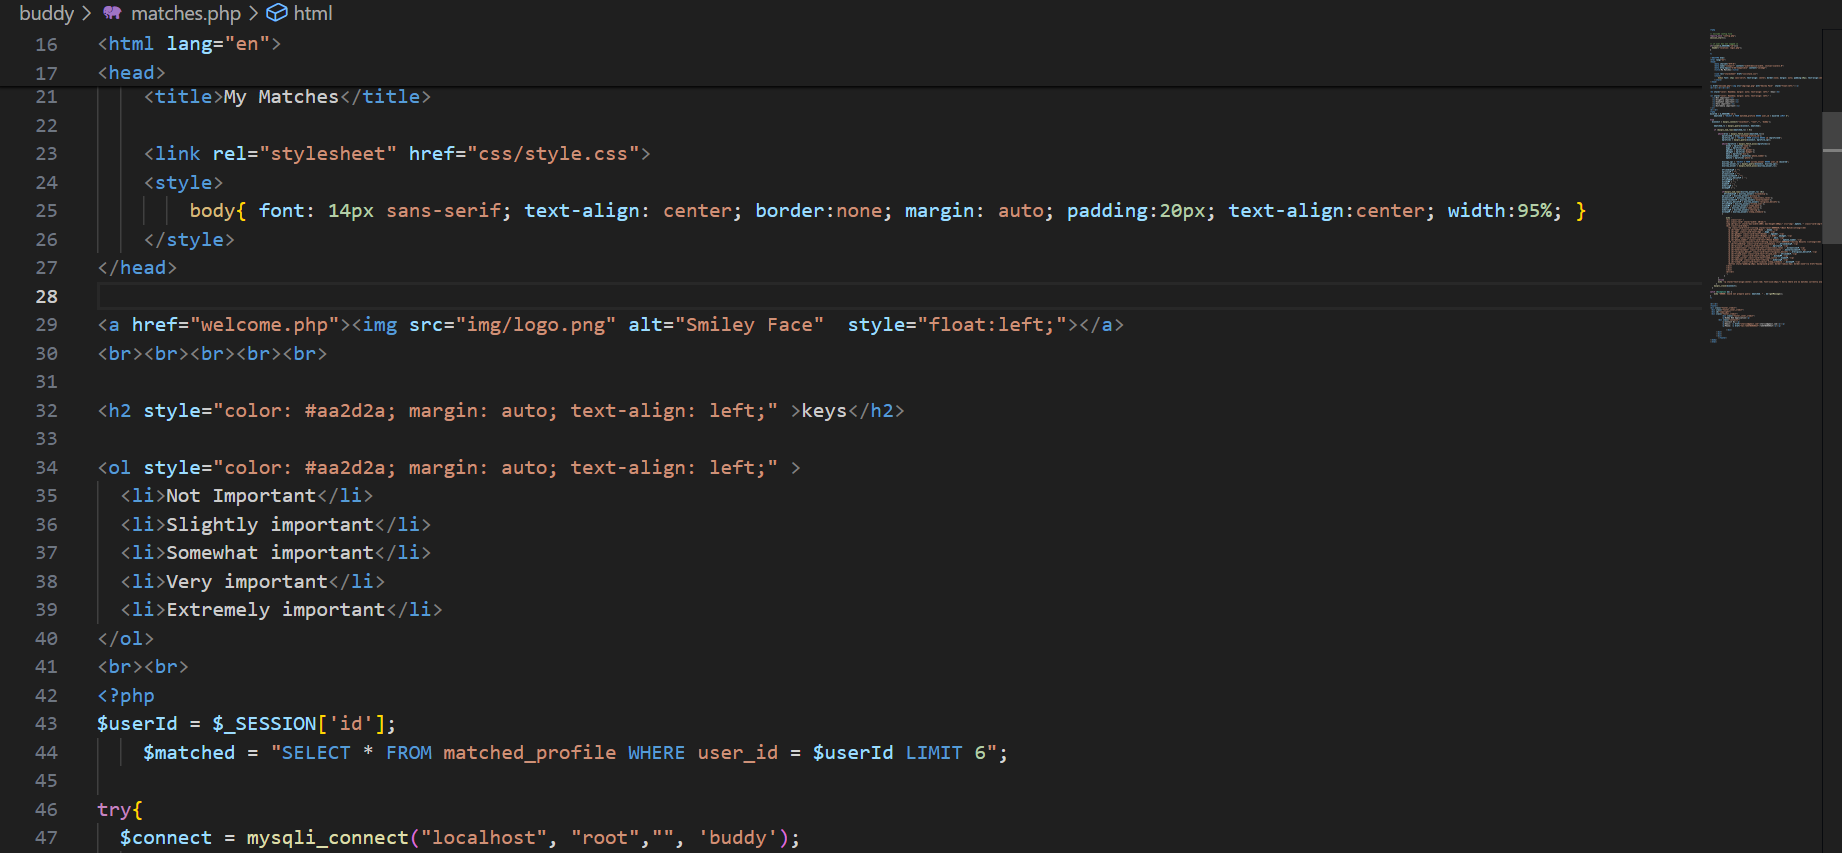 buddy > matches.php > html
16 <html lang="en">
17 <head>
21 <title>My Matches</title>
22
23 <link rel="stylesheet" href="css/style.css">
24 <style>
25 body{ font: 14px sans-serif; text-align: center; border:none; margin: auto; padding:20px; text-align:center; width:95%; }
26 </style>
27 </head>
28
29 <a href="welcome.php"><img src="img/logo.png" alt="Smiley Face"  style="float:left;"></a>
30 <br><br><br><br><br>
31
32 <h2 style="color: #aa2d2a; margin: auto; text-align: left;" >keys</h2>
33
34 <ol style="color: #aa2d2a; margin: auto; text-align: left;" >
35 <li>Not Important</li>
36 <li>Slightly important</li>
37 <li>Somewhat important</li>
38 <li>Very important</li>
39 <li>Extremely important</li>
40 </ol>
41 <br><br>
42 <?php
43 $userId = $_SESSION['id'];
44 $matched = "SELECT * FROM matched_profile WHERE user_id = $userId LIMIT 6";
45
46 try{
47 $connect = mysqli_connect("localhost", "root","", 'buddy');